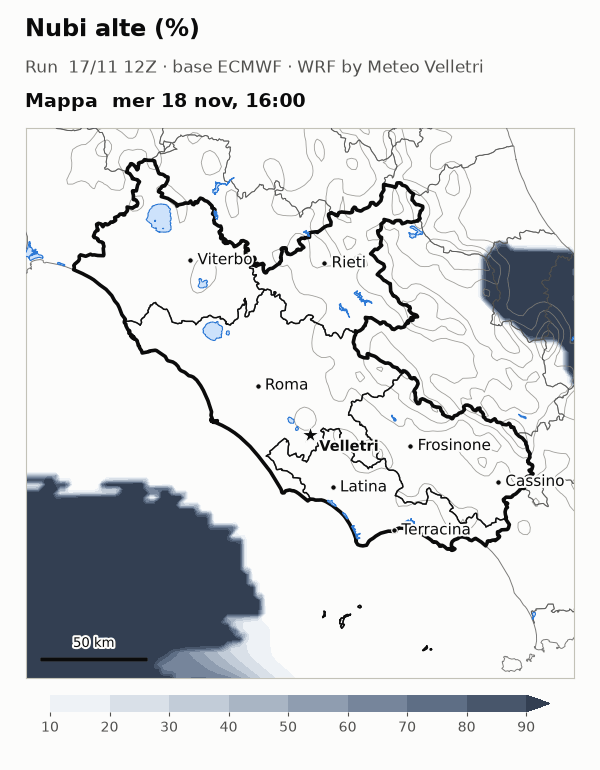 Nubi alte (%)
Run 17/11 12Z · base ECMWF · WRF by Meteo Velletri
Mappa mer 18 nov, 16:00
Viterbo
Rieti
Roma
Velletri
Frosinone
Cassino
Latina
Terracina
50 km
10 20 30 40 50 60 70 80 90